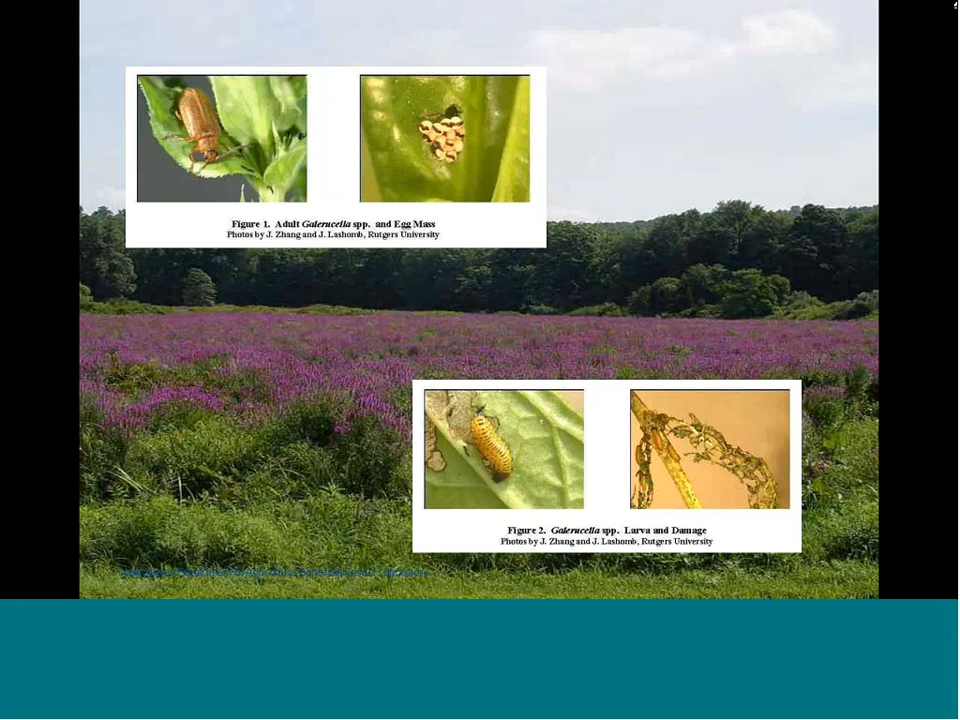 Figure 1. Adult Galerucella spp. and Egg Mass
Photos by J. Zhang and J. Lashomb, Rutgers University
Figure 2. Galerucella spp. Larva and Damage
Photos by J. Zhang and J. Lashomb, Rutgers University